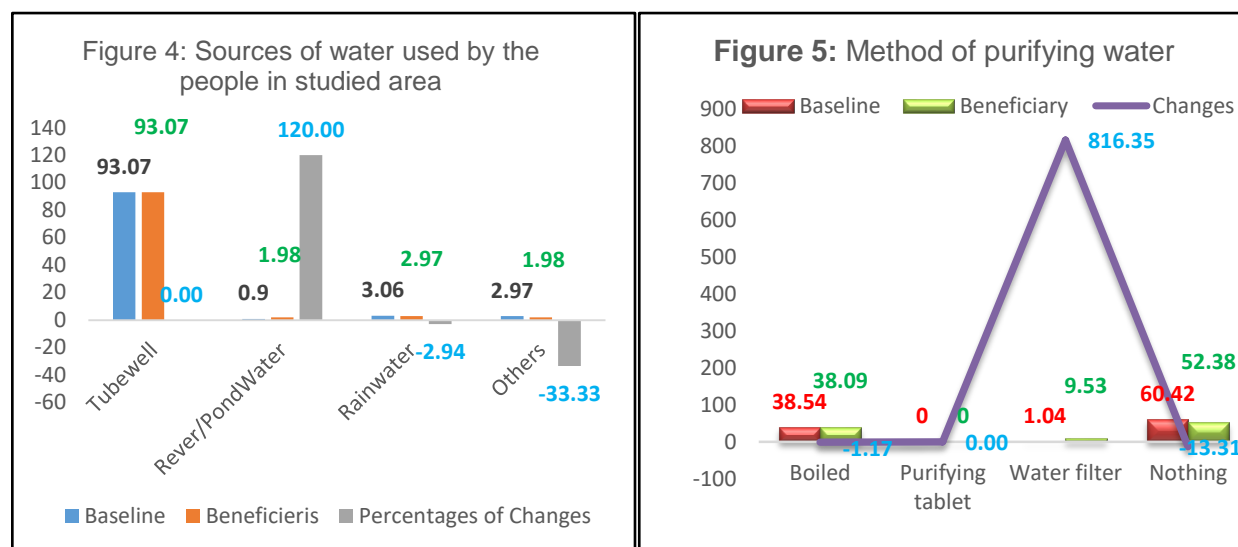 Figure 4: Sources of water used by the
people in studied area
140
120
100
80
60
40
20
0
-20
-40
-60
93.07
93.07
0.00
0.9
1.98
120.00
3.06
2.97
-2.94
2.97
1.98
-33.33
Tubewell
Rever/PondWater
Rainwater
Others
Baseline
Beneficieris
Percentages of Changes
Figure 5: Method of purifying water
Baseline
Beneficiary
Changes
900
800
700
600
500
400
300
200
100
0
-100
38.54
38.09
-1.17
0
0
0.00
1.04
9.53
816.35
60.42
52.38
-13.31
Boiled
Purifying
tablet
Water filter
Nothing